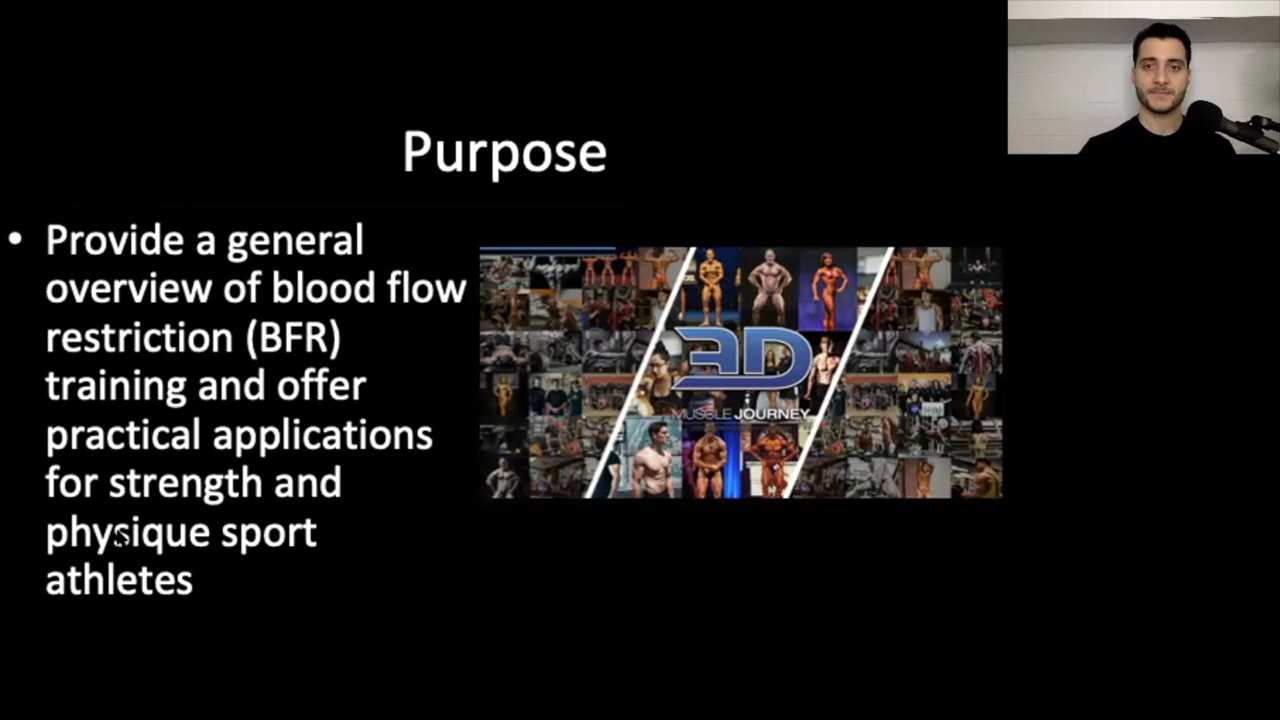 Purpose
• Provide a general
overview of blood flow
restriction (BFR)
training and offer
practical applications
for strength and
physique sport
athletes
3D
MUSCLE JOURNEY